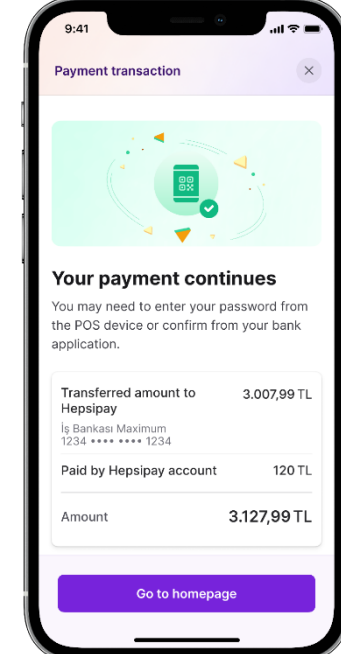 9:41
Payment transaction
Your payment continues
You may need to enter your password from
the POS device or confirm from your bank
application.
Transferred amount to 3.007,99 TL
Hepsipay
İş Bankası Maximum
1234 •••• •••• 1234
Paid by Hepsipay account 120 TL
Amount 3.127,99 TL
Go to homepage